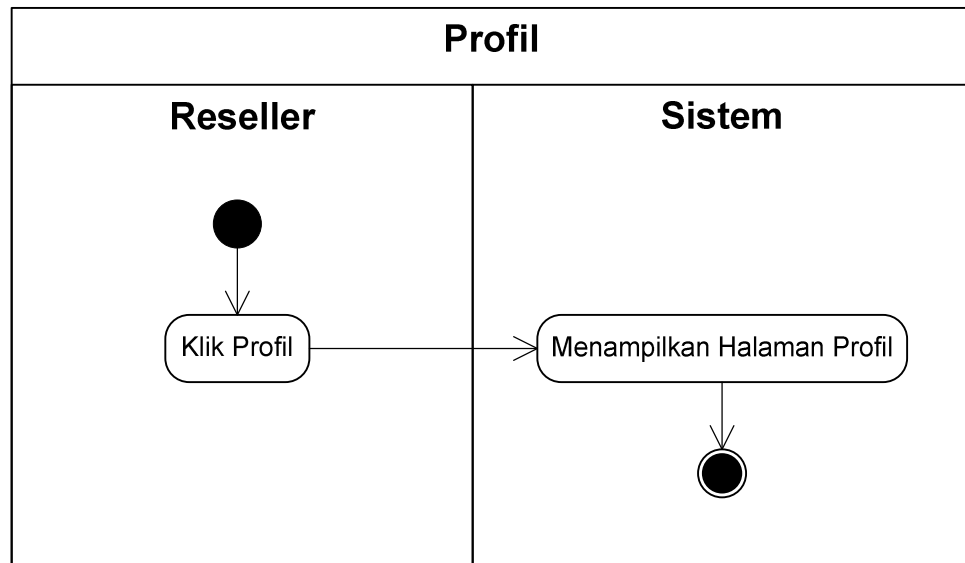 Profil
Reseller
Sistem
Klik Profil
Menampilkan Halaman Profil